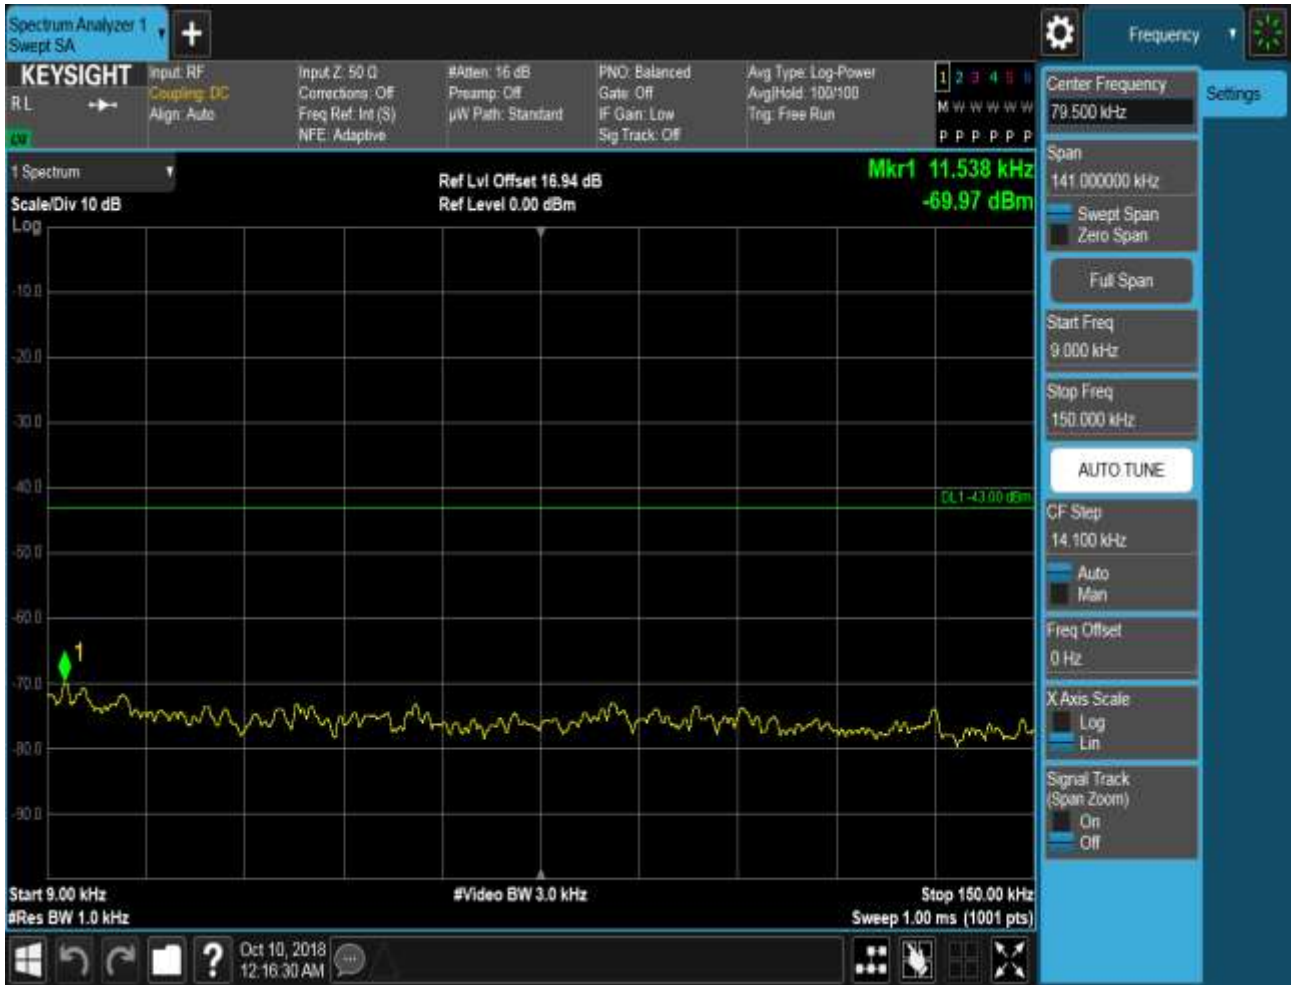 Spectrum Analyzer 1
Swept SA
+
Frequency
KEYSIGHT
RL
Input: RF
Coupling: DC
Align: Auto
Input Z: 50 Ω
Corrections: Off
Freq Ref: Int (S)
NFE: Adaptive
#Atten: 16 dB
Preamp: Off
µW Path: Standard
PNO: Balanced
Gate: Off
IF Gain: Low
Sig Track: Off
Avg Type: Log-Power
Avg|Hold: 100/100
Trig: Free Run
1 2 3 4 5 6
M W W W W W
P P P P P P
Center Frequency
79.500 kHz
Settings
Span
141.000000 kHz
Swept Span
Zero Span
Full Span
Start Freq
9.000 kHz
Stop Freq
150.000 kHz
AUTO TUNE
CF Step
14.100 kHz
Auto
Man
Freq Offset
0 Hz
X Axis Scale
Log
Lin
Signal Track
(Span Zoom)
On
Off
1 Spectrum
Scale/Div 10 dB
Log
Ref Lvl Offset 16.94 dB
Ref Level 0.00 dBm
Mkr1 11.538 kHz
-69.97 dBm
-10.0
-20.0
-30.0
-40.0
DL1 -43.00 dBm
-50.0
-60.0
1
-70.0
-80.0
-90.0
Start 9.00 kHz
#Video BW 3.0 kHz
Stop 150.00 kHz
#Res BW 1.0 kHz
Sweep 1.00 ms (1001 pts)
?
Oct 10, 2018
12:16:30 AM